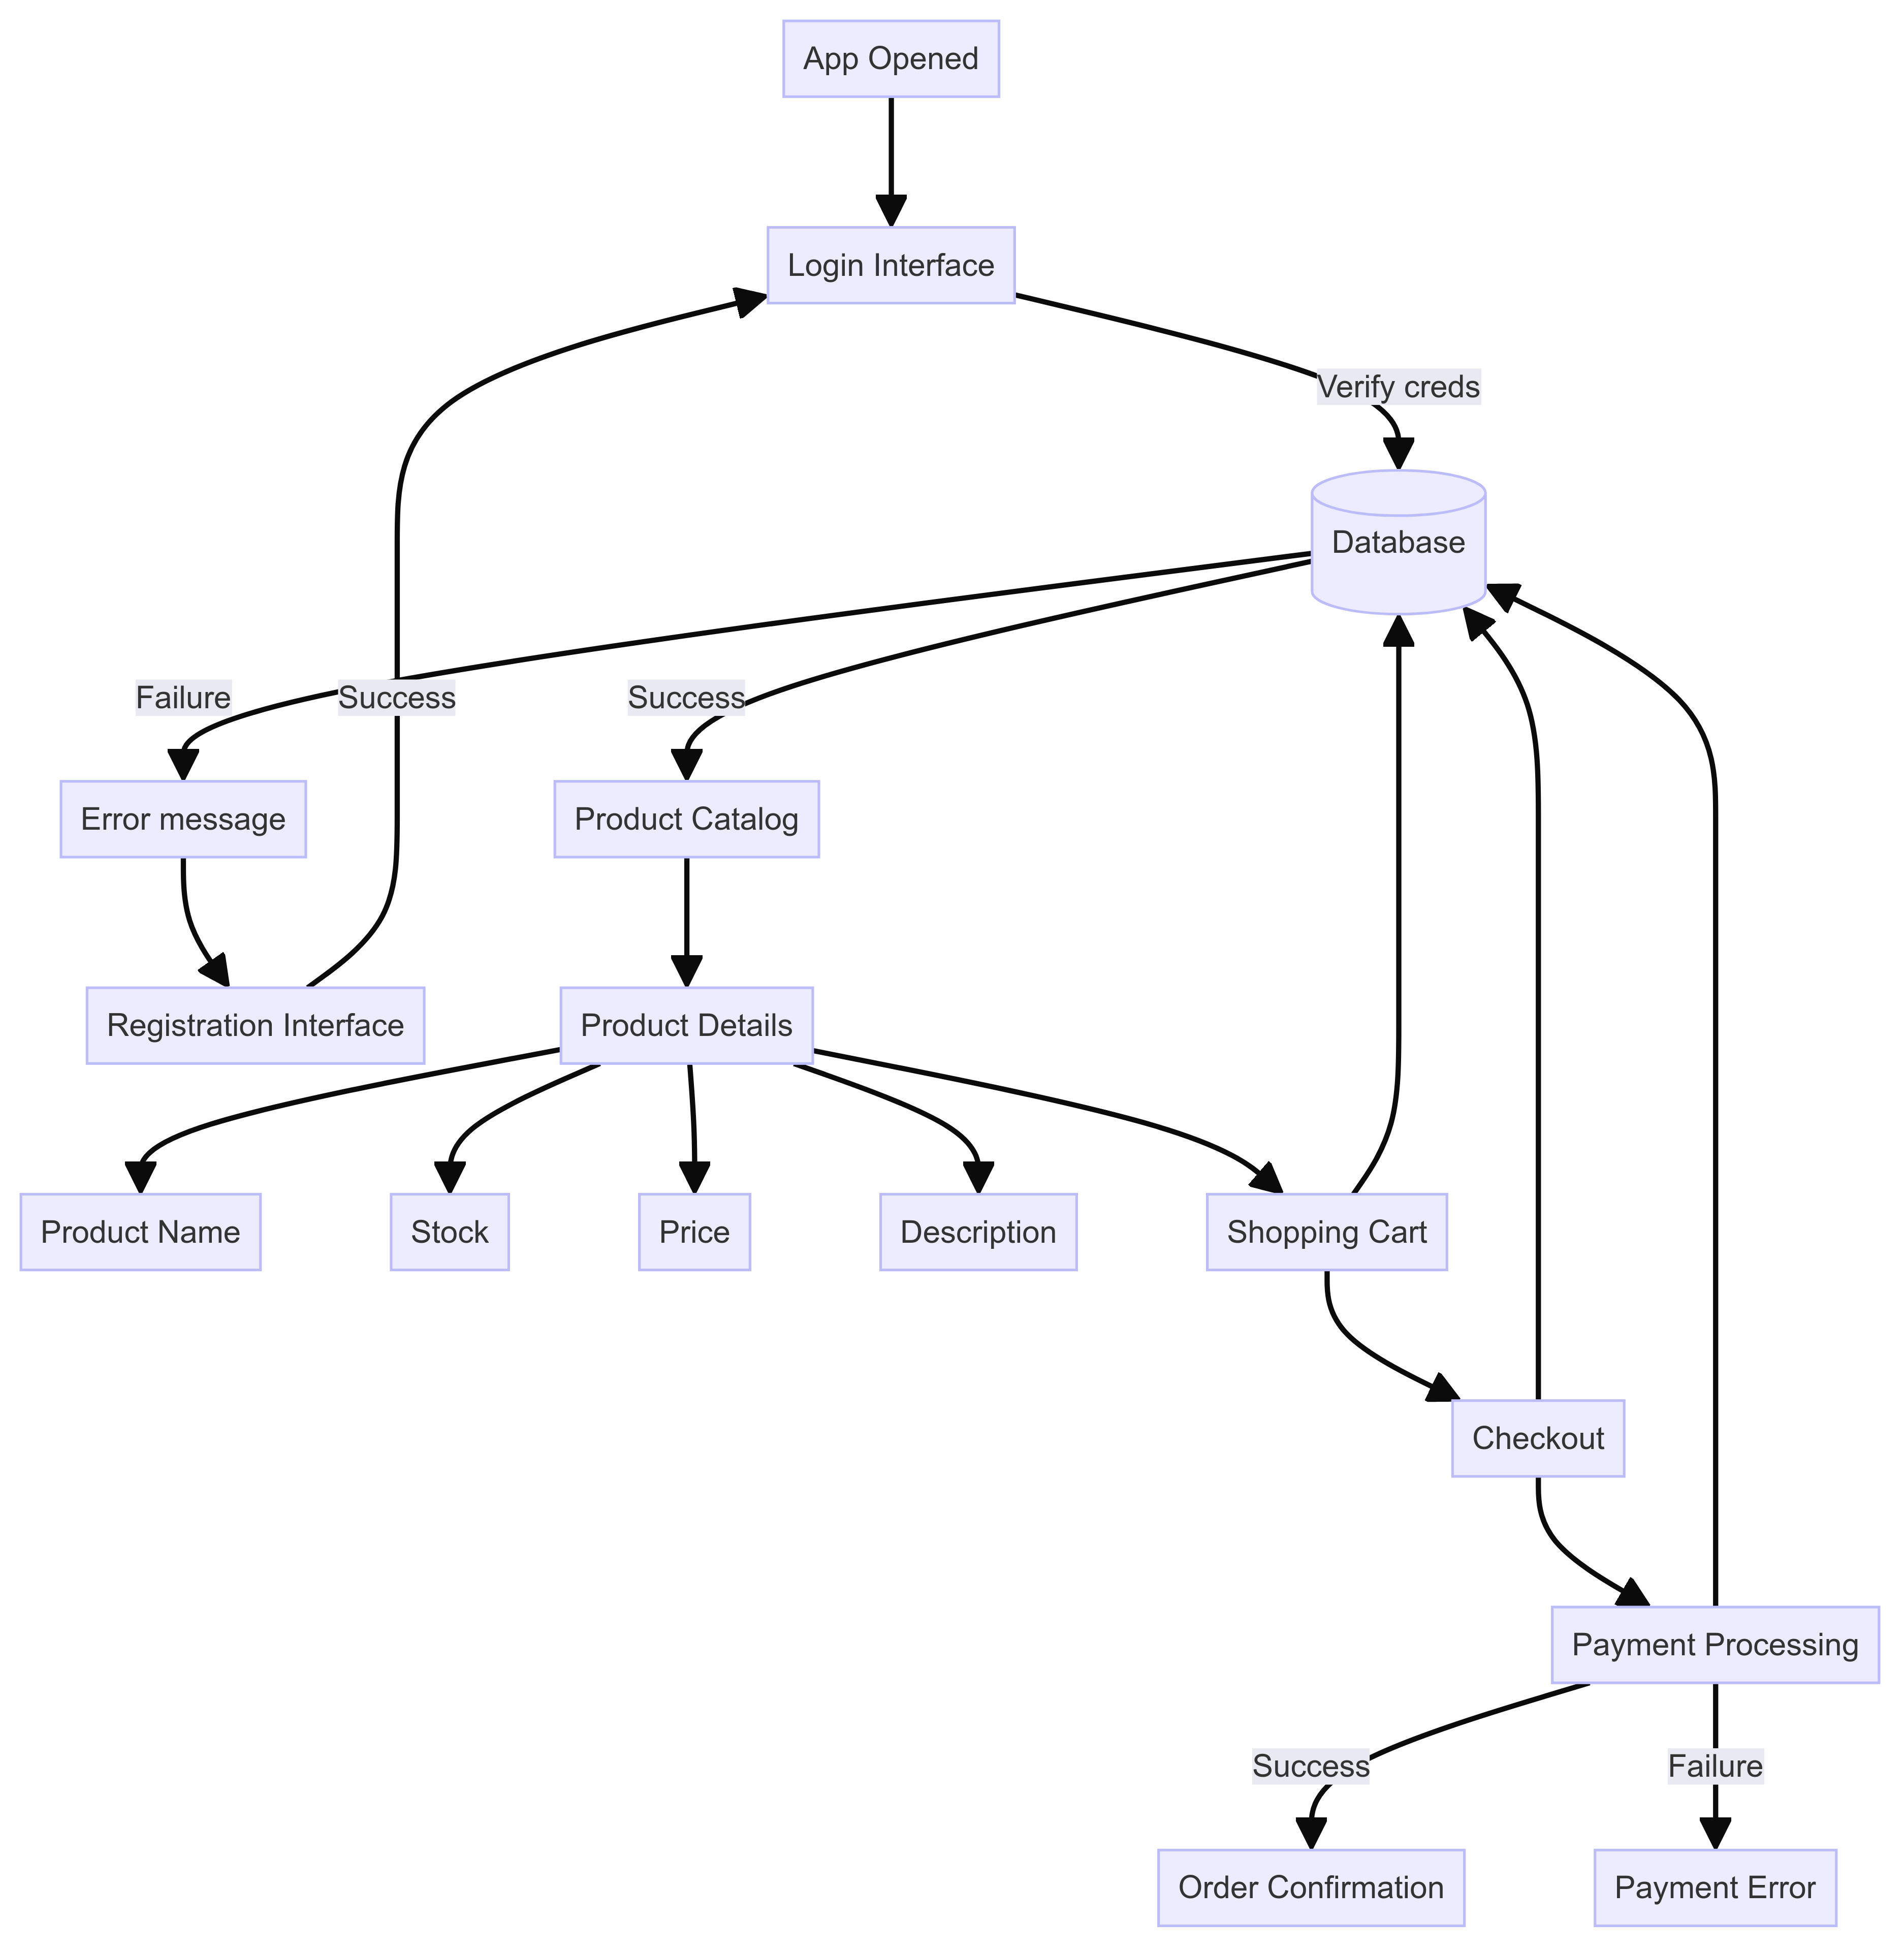 App Opened
Login Interface
Verify creds
Database
Failure
Success
Success
Error message
Product Catalog
Registration Interface
Product Details
Product Name
Stock
Price
Description
Shopping Cart
Checkout
Payment Processing
Success
Failure
Order Confirmation
Payment Error